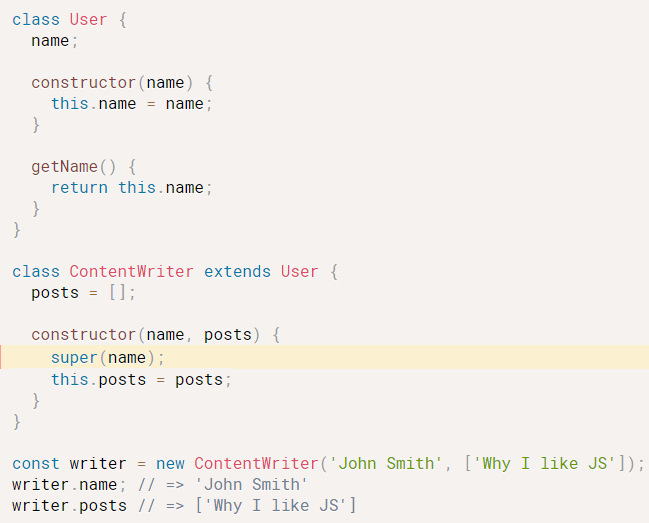 class User {
  name;

  constructor(name) {
    this.name = name;
  }

  getName() {
    return this.name;
  }
}

class ContentWriter extends User {
  posts = [];

  constructor(name, posts) {
    super(name);
    this.posts = posts;
  }
}

const writer = new ContentWriter('John Smith', ['Why I like JS']);
writer.name; // => 'John Smith'
writer.posts // => ['Why I like JS']